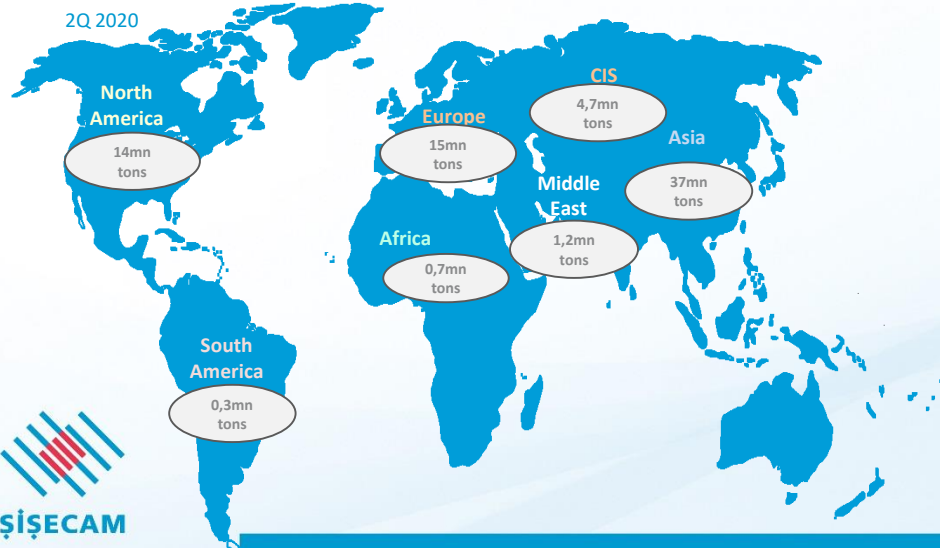 2Q 2020
North
America
14mn
tons
Europe
15mn
tons
CIS
4,7mn
tons
Asia
37mn
tons
Middle
East
1,2mn
tons
Africa
0,7mn
tons
South
America
0,3mn
tons
ŞİŞECAM